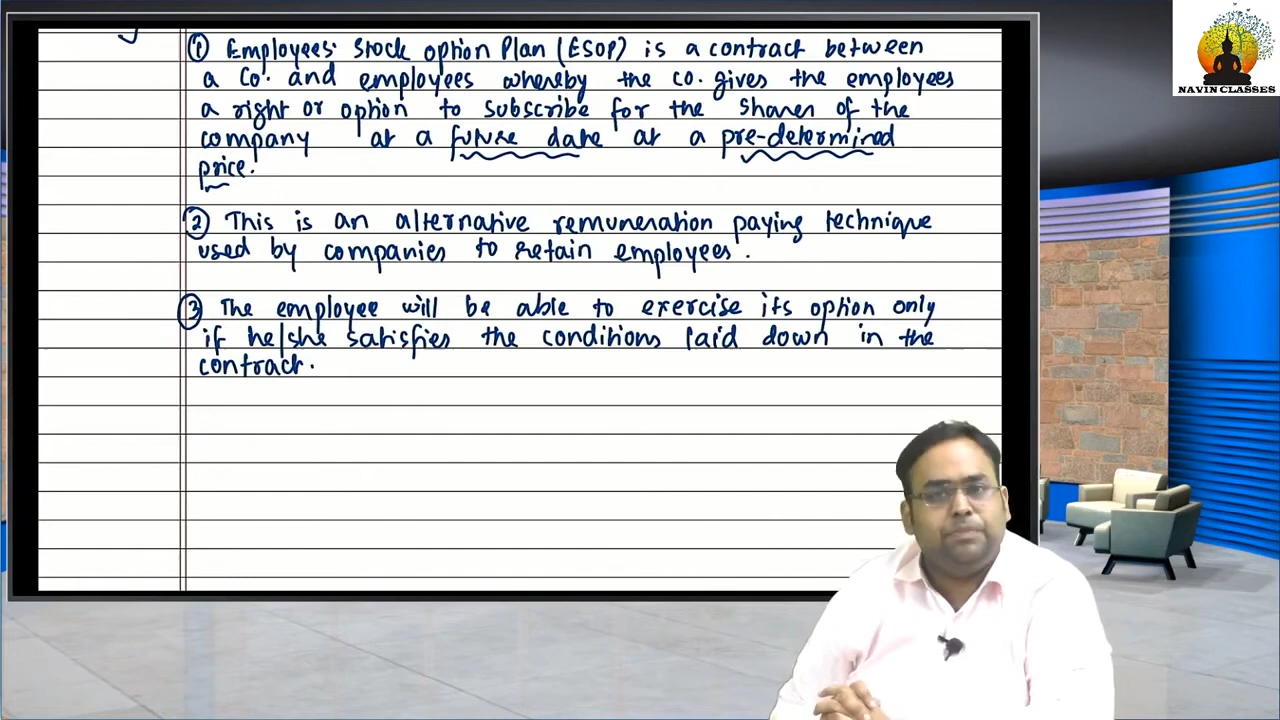 ① Employees' Stock option Plan (ESOP) is a contract between
a Co. and employees whereby the co. gives the employees
a right or option to subscribe for the shares of the
company at a future date at a pre-determined
price.
② This is an alternative remuneration paying technique
used by companies to retain employees.
③ The employee will be able to exercise its option only
if he/she satisfies the conditions laid down in the
contract.
NAVIN CLASSES